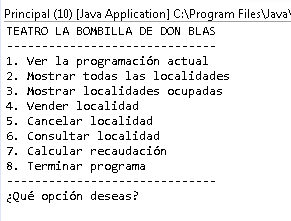 Principal (10) [Java Application] C:\Program Files\Java\
TEATRO LA BOMBILLA DE DON BLAS
------------------------------
1. Ver la programación actual
2. Mostrar todas las localidades
3. Mostrar localidades ocupadas
4. Vender localidad
5. Cancelar localidad
6. Consultar localidad
7. Calcular recaudación
8. Terminar programa
------------------------------
¿Qué opción deseas?